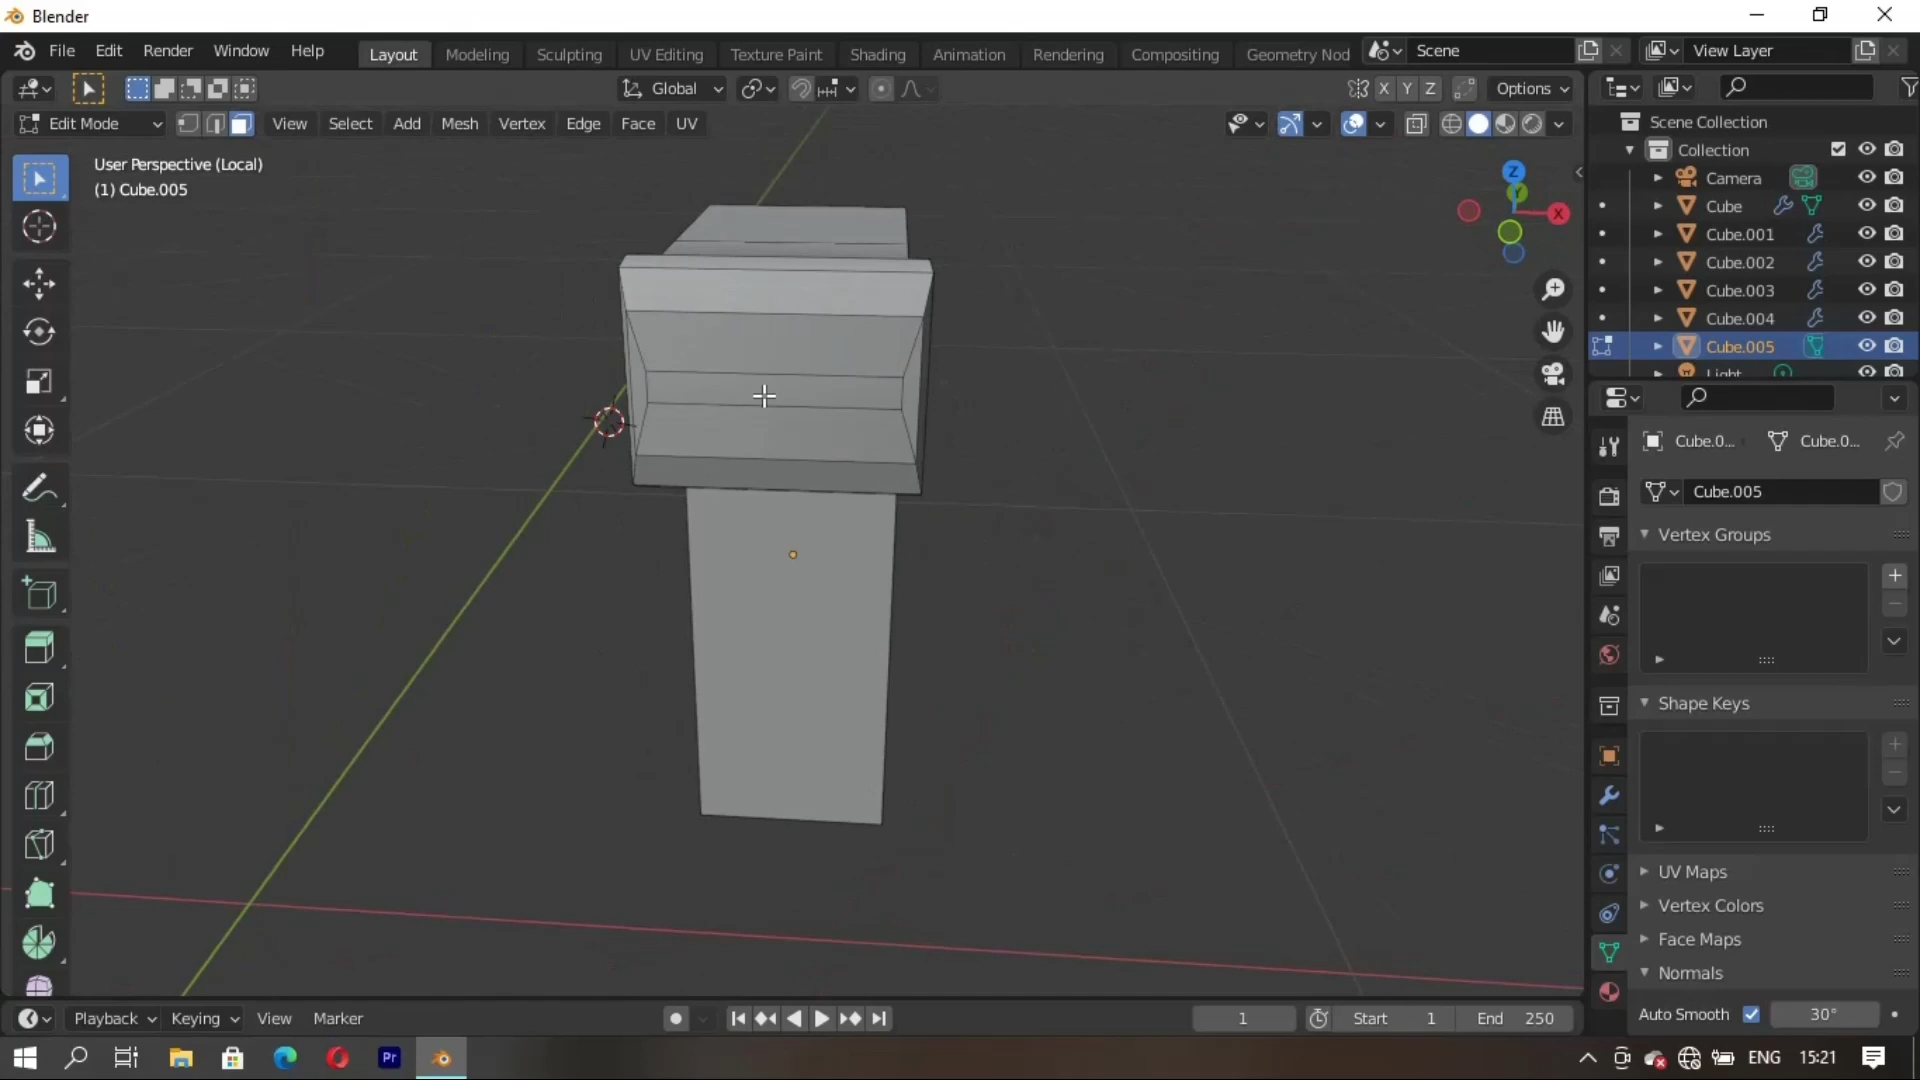 Blender
File Edit Render Window Help Layout Modeling Sculpting UV Editing Texture Paint Shading Animation Rendering Compositing Geometry Nod Scene View Layer
Global X Y Z Options
Edit Mode View Select Add Mesh Vertex Edge Face UV
User Perspective (Local)
(1) Cube.005
Z
Y
X
Scene Collection
Collection
Camera
Cube
Cube.001
Cube.002
Cube.003
Cube.004
Cube.005
Light
Cube.0... Cube.0...
Cube.005
Vertex Groups
Shape Keys
UV Maps
Vertex Colors
Face Maps
Normals
Auto Smooth 30°
Playback Keying View Marker 1 Start 1 End 250
Pr ENG 15:21